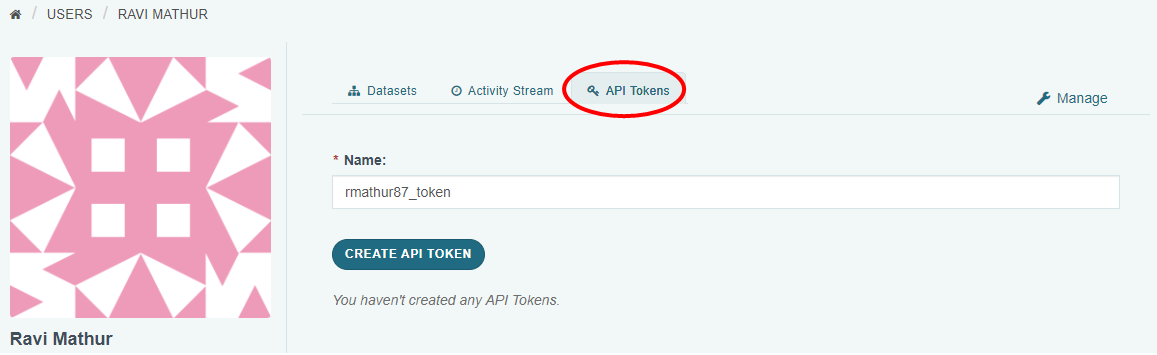 / USERS / RAVI MATHUR
Datasets
Activity Stream
API Tokens
Manage
* Name:
rmathur87_token
CREATE API TOKEN
You haven't created any API Tokens.
Ravi Mathur